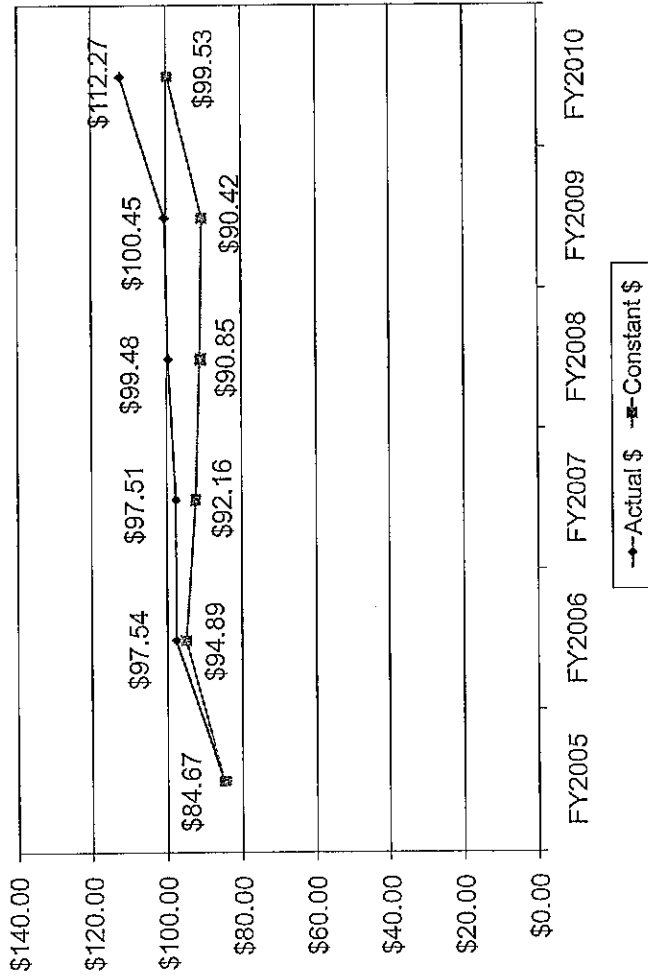 $140.00
$120.00
$100.00
$80.00
$60.00
$40.00
$20.00
$0.00
$84.67
$97.54
$97.51
$99.48
$100.45
$112.27
$94.89
$92.16
$90.85
$90.42
$99.53
FY2005
FY2006
FY2007
FY2008
FY2009
FY2010
Actual $
Constant $